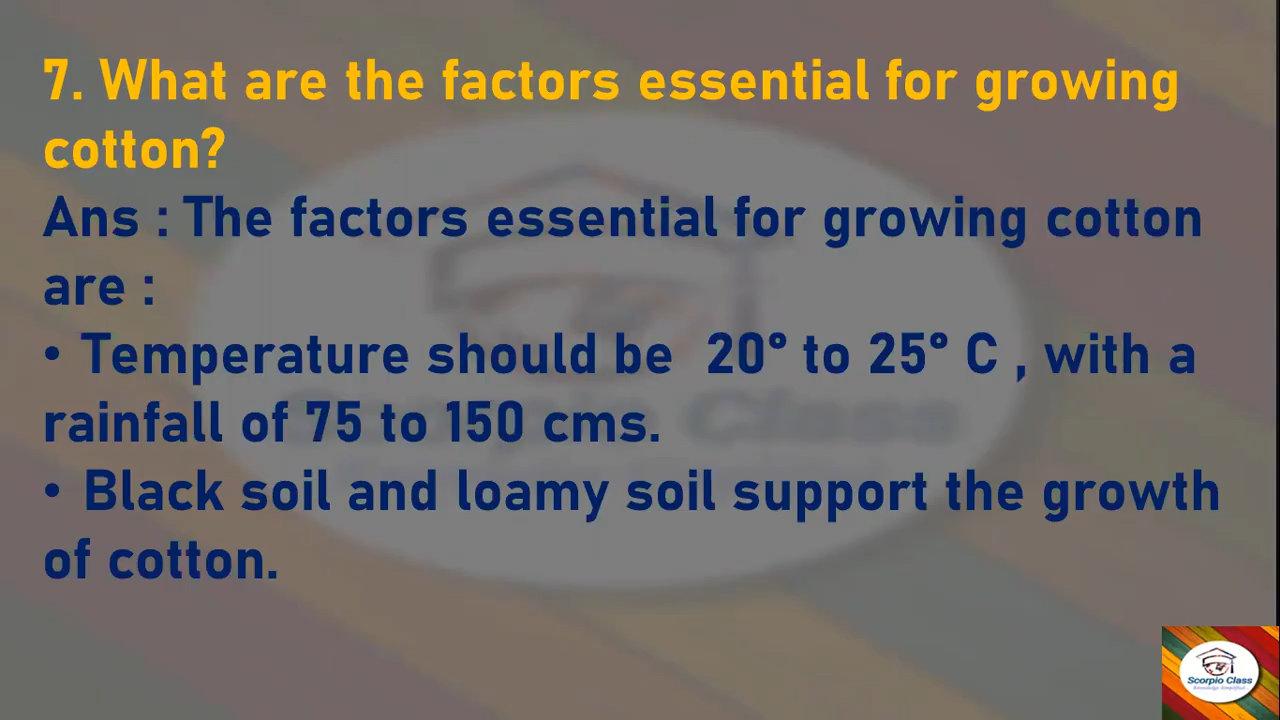 7. What are the factors essential for growing
cotton?
Ans : The factors essential for growing cotton
are :
• Temperature should be 20° to 25° C , with a
rainfall of 75 to 150 cms.
• Black soil and loamy soil support the growth
of cotton.
Scorpio Class
Knowledge Simplified...